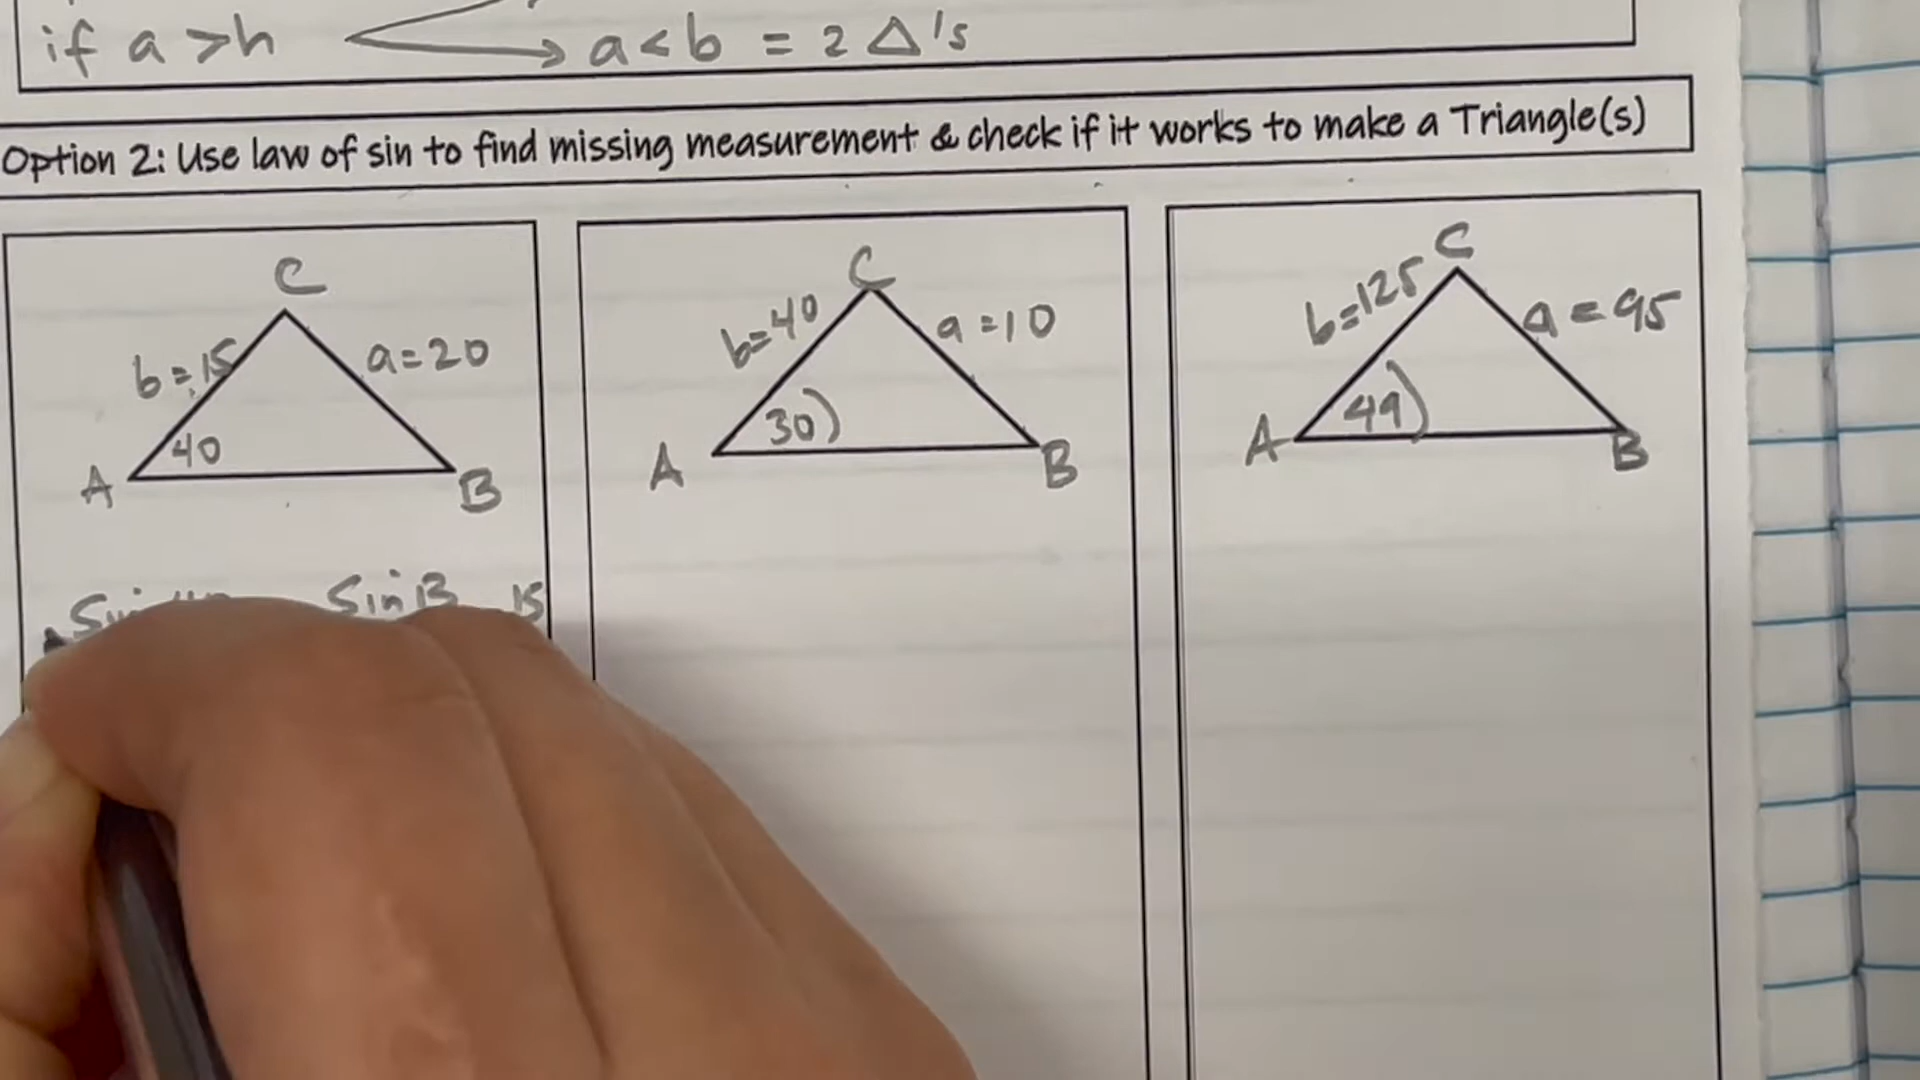 if a > h → a < b = 2 △'s
Option 2: Use law of sin to find missing measurement & check if it works to make a Triangle(s)
C
b = 15
a = 20
40
A
B
Sin B
15
C
b = 40
a = 10
30
A
B
C
b = 125
a = 95
49
A
B